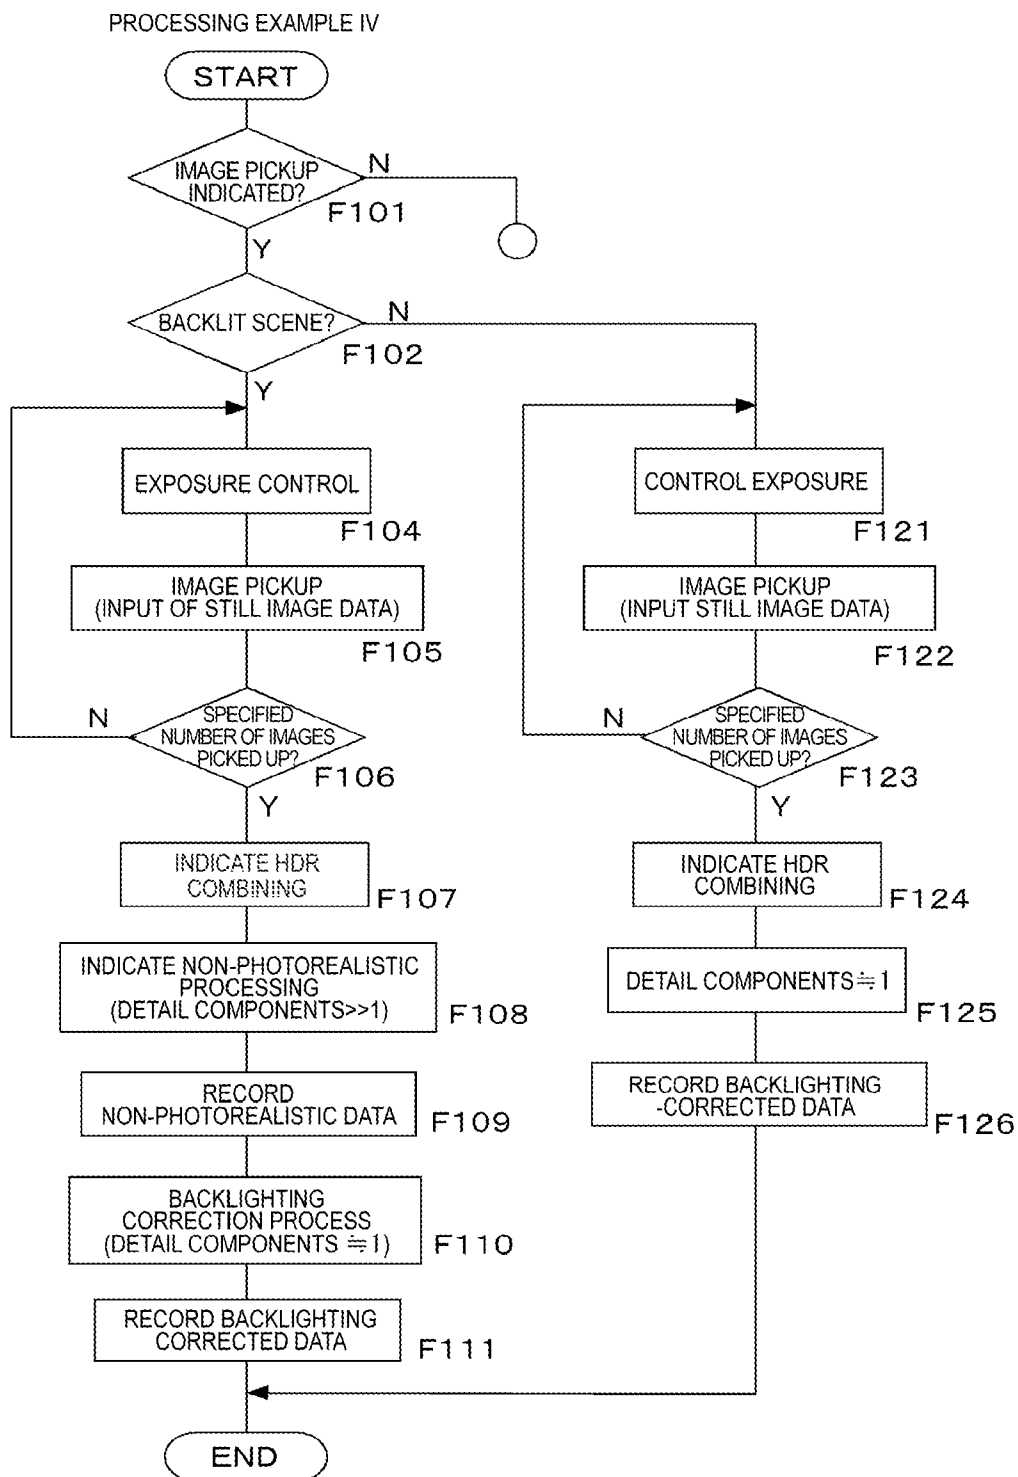 PROCESSING EXAMPLE IV
START
IMAGE PICKUP
INDICATED?
N
F101
Y
BACKLIT SCENE?
N
F102
Y
EXPOSURE CONTROL
F104
IMAGE PICKUP
(INPUT OF STILL IMAGE DATA)
F105
SPECIFIED
NUMBER OF IMAGES
PICKED UP?
N
F106
Y
INDICATE HDR
COMBINING
F107
INDICATE NON-PHOTOREALISTIC
PROCESSING
(DETAIL COMPONENTS>>1)
F108
RECORD
NON-PHOTOREALISTIC DATA
F109
BACKLIGHTING
CORRECTION PROCESS
(DETAIL COMPONENTS ≒1)
F110
RECORD BACKLIGHTING
CORRECTED DATA
F111
CONTROL EXPOSURE
F121
IMAGE PICKUP
(INPUT STILL IMAGE DATA)
F122
SPECIFIED
NUMBER OF IMAGES
PICKED UP?
N
F123
Y
INDICATE HDR
COMBINING
F124
DETAIL COMPONENTS≒1
F125
RECORD BACKLIGHTING
-CORRECTED DATA
F126
END